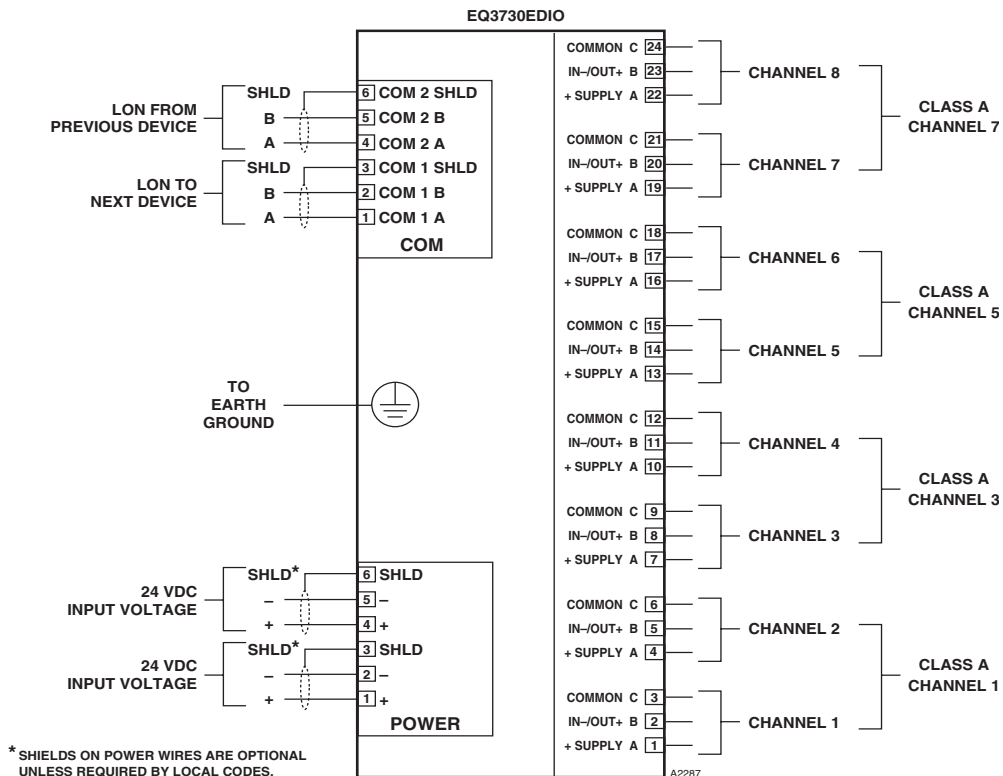 EQ3730EDIO
LON FROM
PREVIOUS DEVICE
SHLD
B
A
6 COM 2 SHLD
5 COM 2 B
4 COM 2 A
LON TO
NEXT DEVICE
SHLD
B
A
3 COM 1 SHLD
2 COM 1 B
1 COM 1 A
COM
TO
EARTH
GROUND
24 VDC
INPUT VOLTAGE
SHLD*
–
+
6 SHLD
5 –
4 +
24 VDC
INPUT VOLTAGE
SHLD*
–
+
3 SHLD
2 –
1 +
POWER
* SHIELDS ON POWER WIRES ARE OPTIONAL
UNLESS REQUIRED BY LOCAL CODES.
COMMON C 24
IN–/OUT+ B 23
+ SUPPLY A 22
CHANNEL 8
COMMON C 21
IN–/OUT+ B 20
+ SUPPLY A 19
CHANNEL 7
CLASS A
CHANNEL 7
COMMON C 18
IN–/OUT+ B 17
+ SUPPLY A 16
CHANNEL 6
COMMON C 15
IN–/OUT+ B 14
+ SUPPLY A 13
CHANNEL 5
CLASS A
CHANNEL 5
COMMON C 12
IN–/OUT+ B 11
+ SUPPLY A 10
CHANNEL 4
COMMON C 9
IN–/OUT+ B 8
+ SUPPLY A 7
CHANNEL 3
CLASS A
CHANNEL 3
COMMON C 6
IN–/OUT+ B 5
+ SUPPLY A 4
CHANNEL 2
COMMON C 3
IN–/OUT+ B 2
+ SUPPLY A 1
CHANNEL 1
CLASS A
CHANNEL 1
A2287